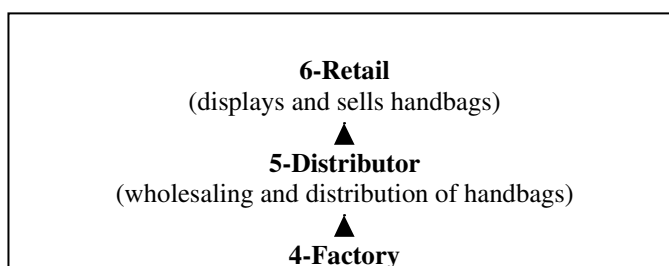 6-Retail
(displays and sells handbags)
5-Distributor
(wholesaling and distribution of handbags)
4-Factory